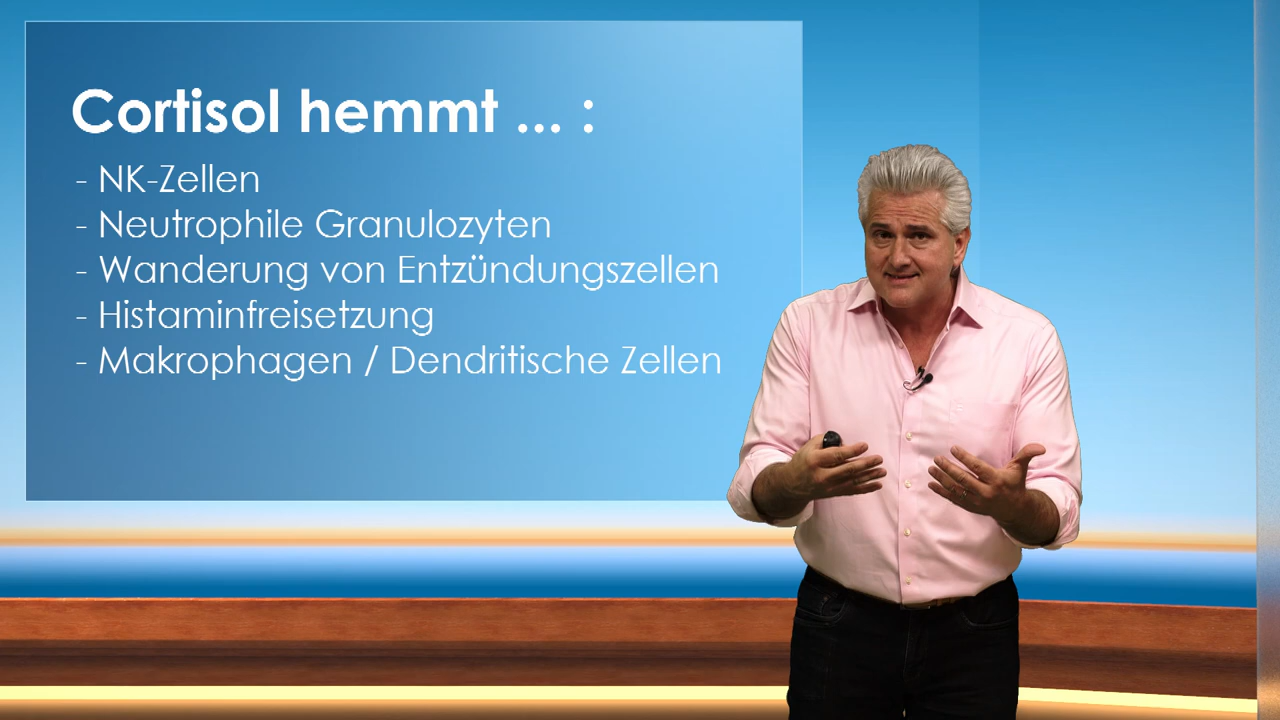 Cortisol hemmt ... :
- NK-Zellen
- Neutrophile Granulozyten
- Wanderung von Entzündungszellen
- Histaminfreisetzung
- Makrophagen / Dendritische Zellen